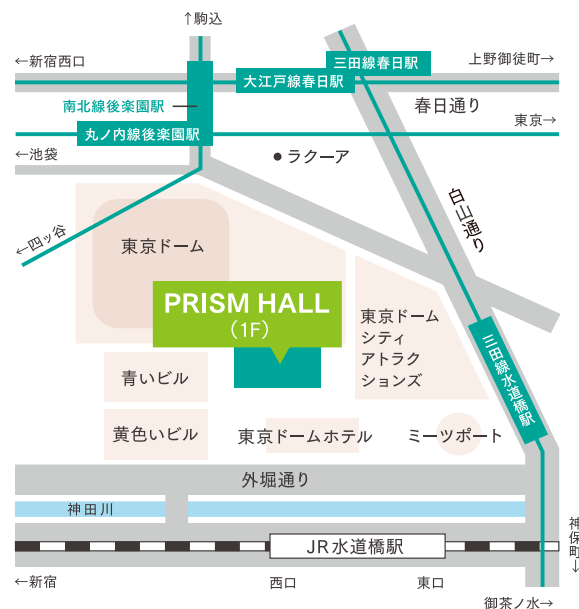 ↑駒込
←新宿西口
三田線春日駅
上野御徒町→
大江戸線春日駅
南北線後楽園駅
春日通り
丸ノ内線後楽園駅
東京→
←池袋
ラクーア
白山通り
←四ッ谷
東京ドーム
PRISM HALL
（1F）
東京ドーム
シティ
アトラク
ションズ
三田線水道橋駅
青いビル
黄色いビル
東京ドームホテル
ミーツポート
外堀通り
神田川
JR水道橋駅
神保町→
←新宿
西口
東口
御茶ノ水→